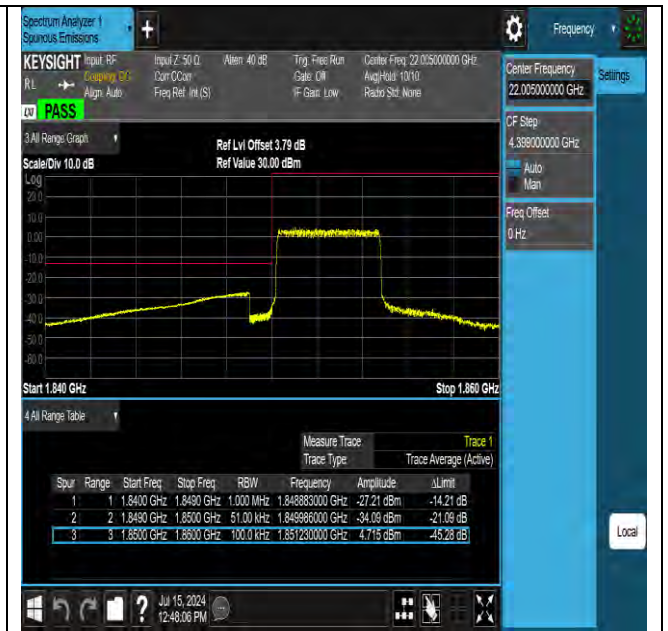 Spectrum Analyzer 1
Spurious Emissions
+
Frequency
KEYSIGHT Input: RF Input Z: 50 Ω Atten: 40 dB Trig: Free Run Center Freq: 22.005000000 GHz
RL Coupling: DC Corr CCorr Gate: Off Avg|Hold: 10/10
Align: Auto Freq Ref: Int (S) IF Gain: Low Radio Std: None
LXI PASS
Center Frequency
22.005000000 GHz
Settings
CF Step
4.399000000 GHz
Auto
Man
Freq Offset
0 Hz
3 All Range Graph
Ref Lvl Offset 3.79 dB
Scale/Div 10.0 dB Ref Value 30.00 dBm
Log
20.0
10.0
0.00
-10.0
-20.0
-30.0
-40.0
-50.0
-60.0
Start 1.840 GHz Stop 1.860 GHz
4 All Range Table
Measure Trace Trace 1
Trace Type Trace Average (Active)
Spur Range Start Freq Stop Freq RBW Frequency Amplitude ΔLimit
1 1 1.8400 GHz 1.8490 GHz 1.000 MHz 1.848883000 GHz -27.21 dBm -14.21 dB
2 2 1.8490 GHz 1.8500 GHz 51.00 kHz 1.849986000 GHz -34.09 dBm -21.09 dB
3 3 1.8500 GHz 1.8600 GHz 100.0 kHz 1.851230000 GHz 4.715 dBm -45.28 dB
Local
? Jul 15, 2024
12:48:06 PM